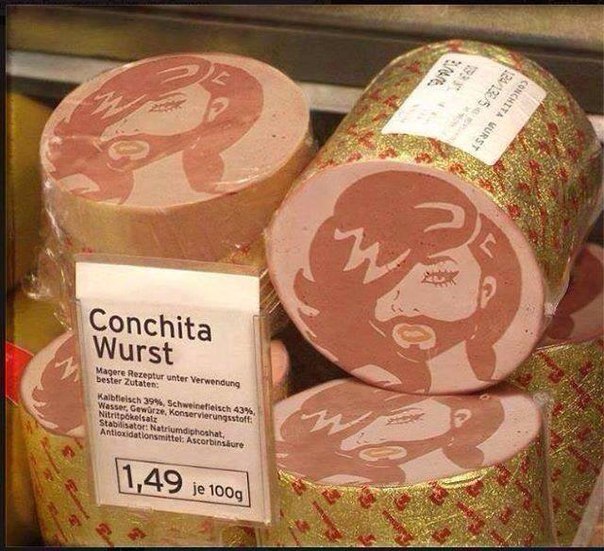 CONCHITA WURST
Conchita
Wurst
Magere Rezeptur unter Verwendung
bester Zutaten:
Kalbfleisch 39%, Schweinefleisch 43%,
Wasser, Gewürze, Konservierungsstoff:
Nitritpökelsalz
Stabilisator: Natriumdiphoshat,
Antioxidationsmittel: Ascorbinsäure
1,49 je 100g